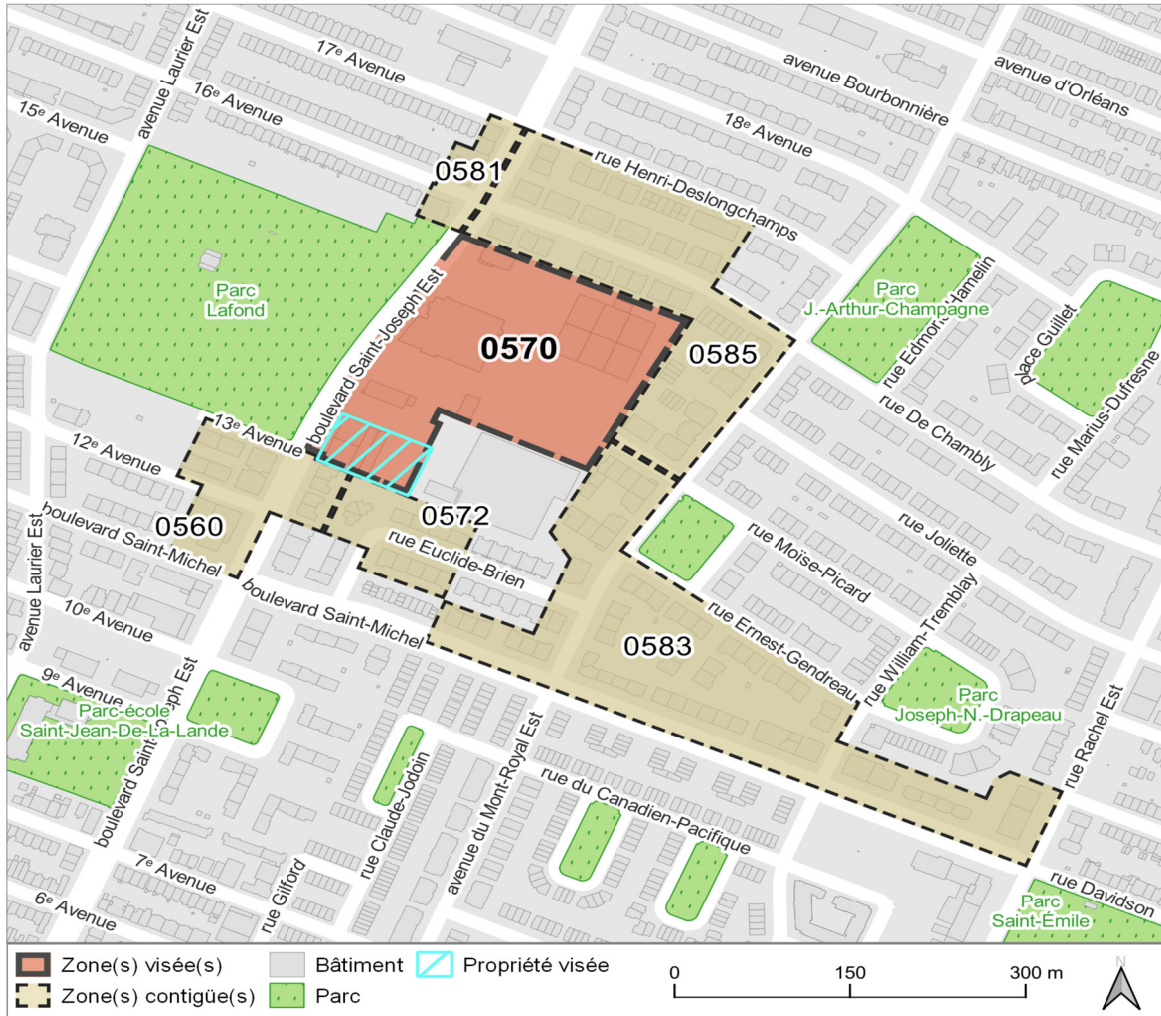 17e Avenue
avenue Laurier Est
16e Avenue
15e Avenue
avenue Bourbonnière
avenue d'Orléans
18e Avenue
rue Henri-Deslongchamps
0581
Parc
Lafond
boulevard Saint-Joseph Est
0570
0585
Parc
J.-Arthur-Champagne
rue Edmond-Hamelin
place Guillet
rue Marius-Dufresne
rue De Chambly
13e Avenue
12e Avenue
0560
0572
rue Euclide-Brien
boulevard Saint-Michel
avenue Laurier Est
10e Avenue
boulevard Saint-Michel
rue Joliette
rue Moïse-Picard
rue William-Tremblay
rue Ernest-Gendreau
0583
Parc
Joseph-N.-Drapeau
rue Rachel Est
9e Avenue
Parc-école
Saint-Jean-De-La-Lande
boulevard Saint-Joseph Est
rue Claude-Jodoin
avenue du Mont-Royal Est
rue du Canadien-Pacifique
7e Avenue
6e Avenue
rue Gilford
rue Davidson
Parc
Saint-Émile
Zone(s) visée(s)
Bâtiment
Propriété visée
Zone(s) contigüe(s)
Parc
0 150 300 m
N